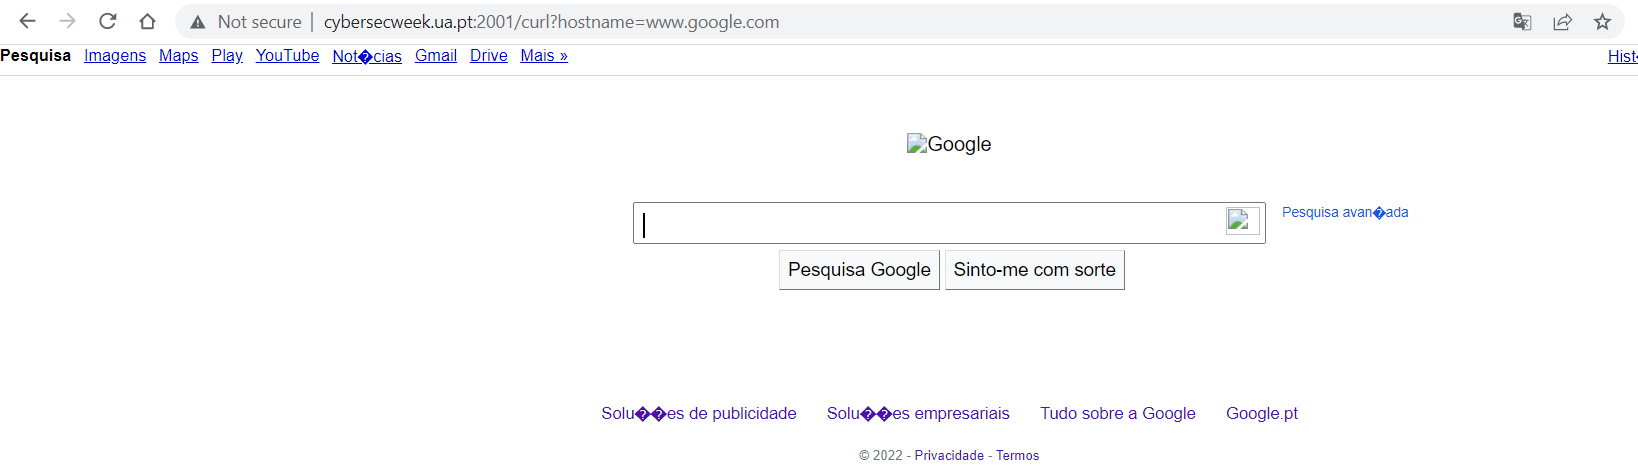 Not secure | cybersecweek.ua.pt:2001/curl?hostname=www.google.com
Pesquisa Imagens Maps Play YouTube Not�cias Gmail Drive Mais » Hist�
Google
Pesquisa avan�ada
Pesquisa Google Sinto-me com sorte
Solu��es de publicidade Solu��es empresariais Tudo sobre a Google Google.pt
© 2022 - Privacidade - Termos